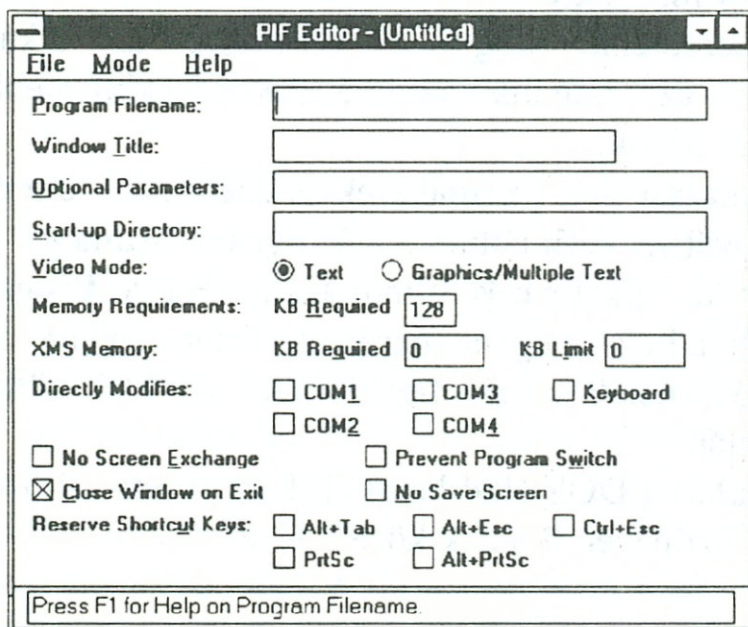 PIF Editor - (Untitled)
File Mode Help
Program Filename:
Window Title:
Optional Parameters:
Start-up Directory:
Video Mode: Text Graphics/Multiple Text
Memory Requirements: KB Required 128
XMS Memory: KB Required 0 KB Limit 0
Directly Modifies: COM1 COM3 Keyboard
COM2 COM4
No Screen Exchange Prevent Program Switch
Close Window on Exit No Save Screen
Reserve Shortcut Keys: Alt+Tab Alt+Esc Ctrl+Esc
PrtSc Alt+PrtSc
Press F1 for Help on Program Filename.